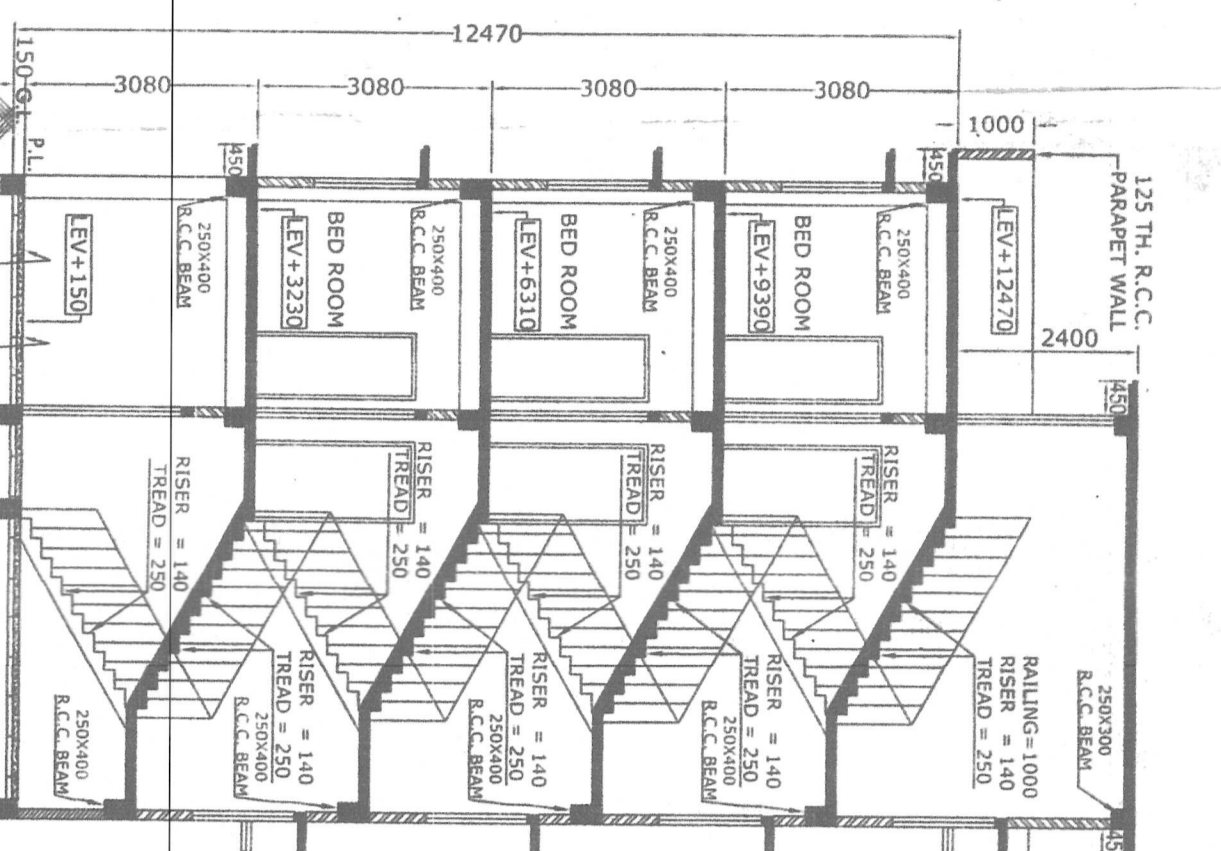 12470
3080
3080
3080
3080
150 G.L.
P.L.
1000
125 TH. R.C.C.
PARAPET WALL
450
450
2400
450
LEV+150
250X400
R.C.C. BEAM
LEV+3230
BED ROOM
250X400
R.C.C. BEAM
LEV+6310
BED ROOM
250X400
R.C.C. BEAM
LEV+9390
BED ROOM
250X400
R.C.C. BEAM
LEV+12470
RISER = 140
TREAD = 250
RISER = 140
TREAD = 250
RISER = 140
TREAD = 250
RISER = 140
TREAD = 250
250X400
R.C.C. BEAM
RISER = 140
TREAD = 250
250X400
R.C.C. BEAM
RISER = 140
TREAD = 250
250X400
R.C.C. BEAM
RISER = 140
TREAD = 250
250X400
R.C.C. BEAM
RAILING=1000
RISER = 140
TREAD = 250
250X300
R.C.C. BEAM